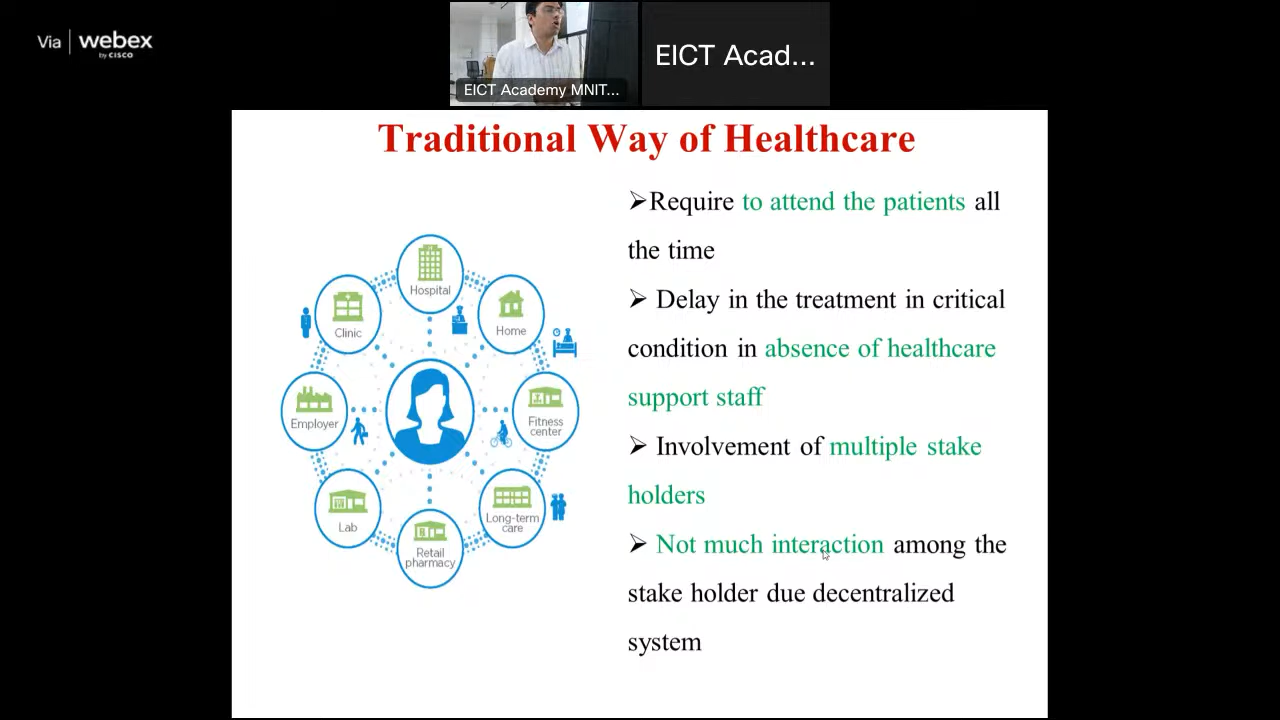 Via webex
by CISCO
EICT Academy MNIT...
EICT Acad...
Traditional Way of Healthcare
Hospital
Home
Clinic
Fitness
center
Employer
Long-term
care
Lab
Retail
pharmacy
➢Require to attend the patients all
the time
➢ Delay in the treatment in critical
condition in absence of healthcare
support staff
➢ Involvement of multiple stake
holders
➢ Not much interaction among the
stake holder due decentralized
system